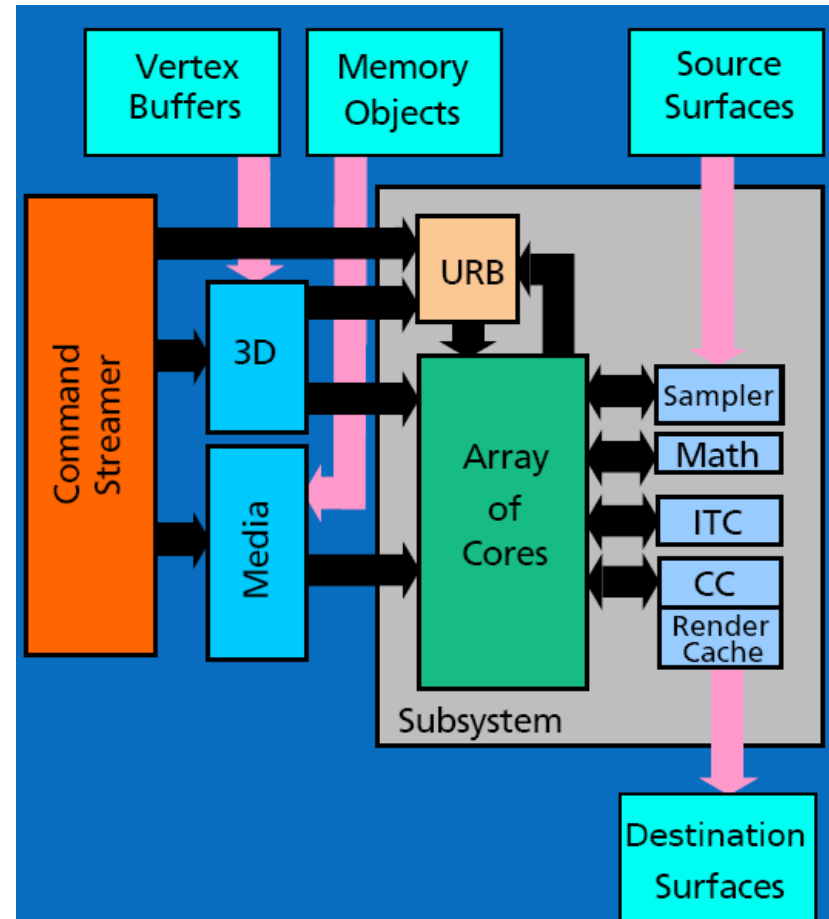 Vertex
Buffers
Memory
Objects
Source
Surfaces
Command
Streamer
3D
Media
URB
Array
of
Cores
Sampler
Math
ITC
CC
Render
Cache
Subsystem
Destination
Surfaces